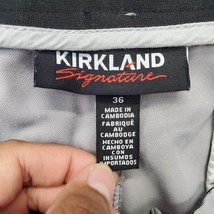 KIRKLAND
Signature
36
MADE IN
CAMBODIA
FABRIQUÉ
AU
CAMBODGE
HECHO EN
CAMBOYA
CON
INSUMOS
IMPORTADOS